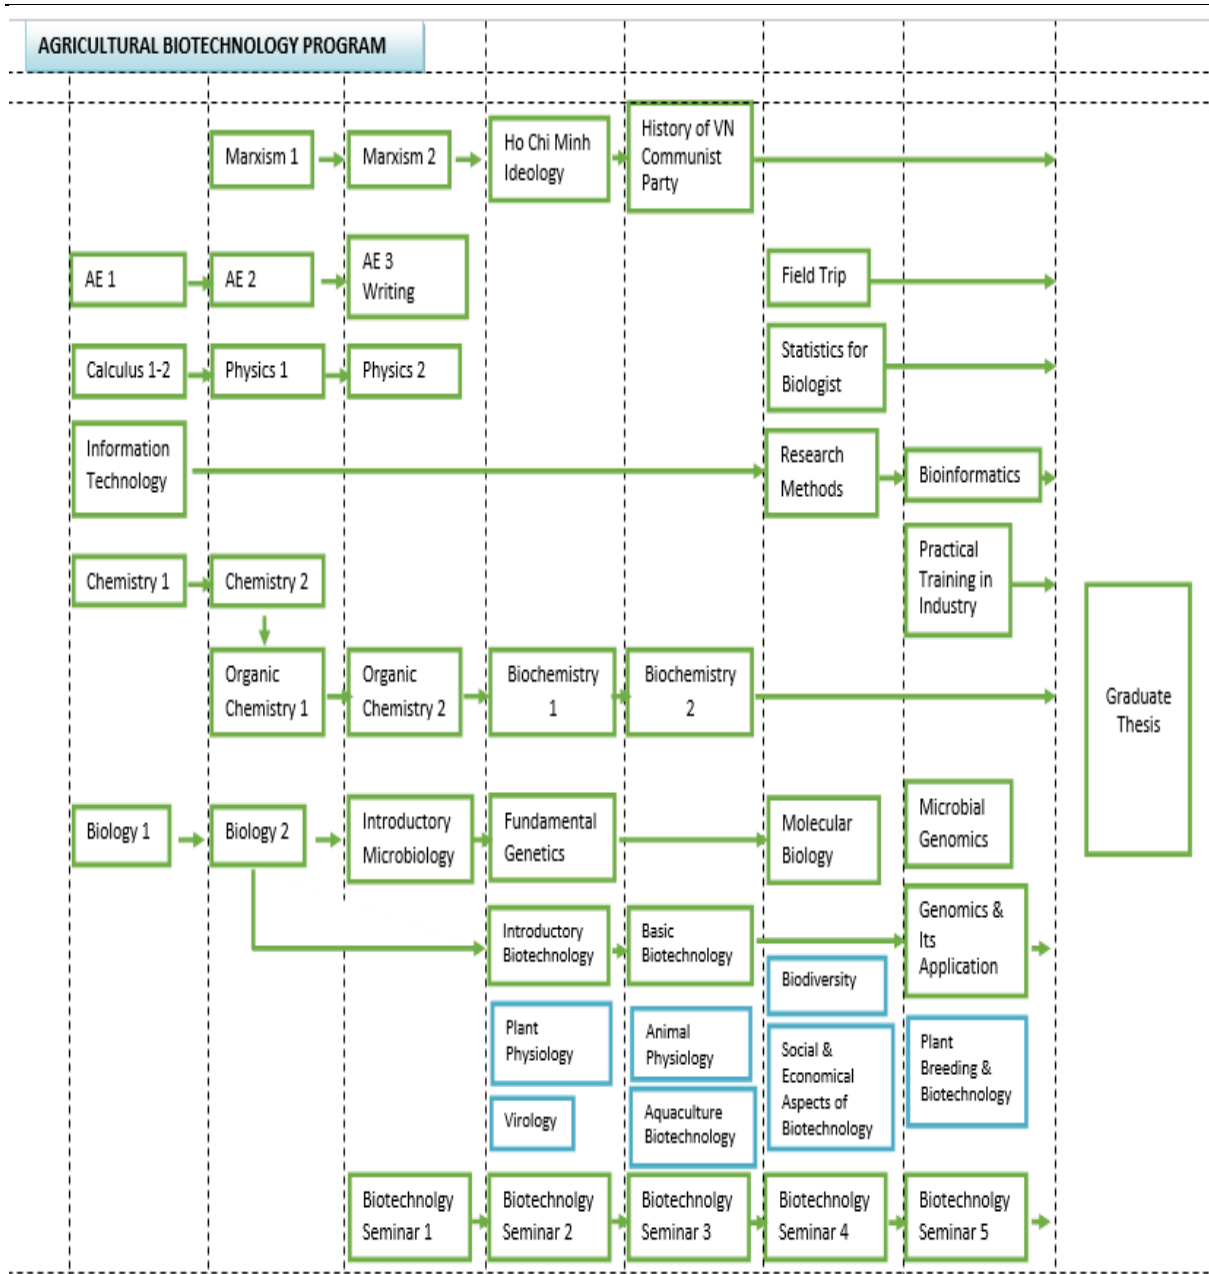 AGRICULTURAL BIOTECHNOLOGY PROGRAM
Marxism 1
Marxism 2
Ho Chi Minh
Ideology
History of VN
Communist
Party
AE 1
AE 2
AE 3
Writing
Field Trip
Calculus 1-2
Physics 1
Physics 2
Statistics for
Biologist
Information
Technology
Research
Methods
Bioinformatics
Practical
Training in
Industry
Chemistry 1
Chemistry 2
Organic
Chemistry 1
Organic
Chemistry 2
Biochemistry
1
Biochemistry
2
Graduate
Thesis
Biology 1
Biology 2
Introductory
Microbiology
Fundamental
Genetics
Molecular
Biology
Microbial
Genomics
Introductory
Biotechnology
Basic
Biotechnology
Genomics &
Its
Application
Biodiversity
Plant
Physiology
Animal
Physiology
Social &
Economical
Aspects of
Biotechnology
Plant
Breeding &
Biotechnology
Virology
Aquaculture
Biotechnology
Biotechnolgy
Seminar 1
Biotechnolgy
Seminar 2
Biotechnolgy
Seminar 3
Biotechnolgy
Seminar 4
Biotechnolgy
Seminar 5